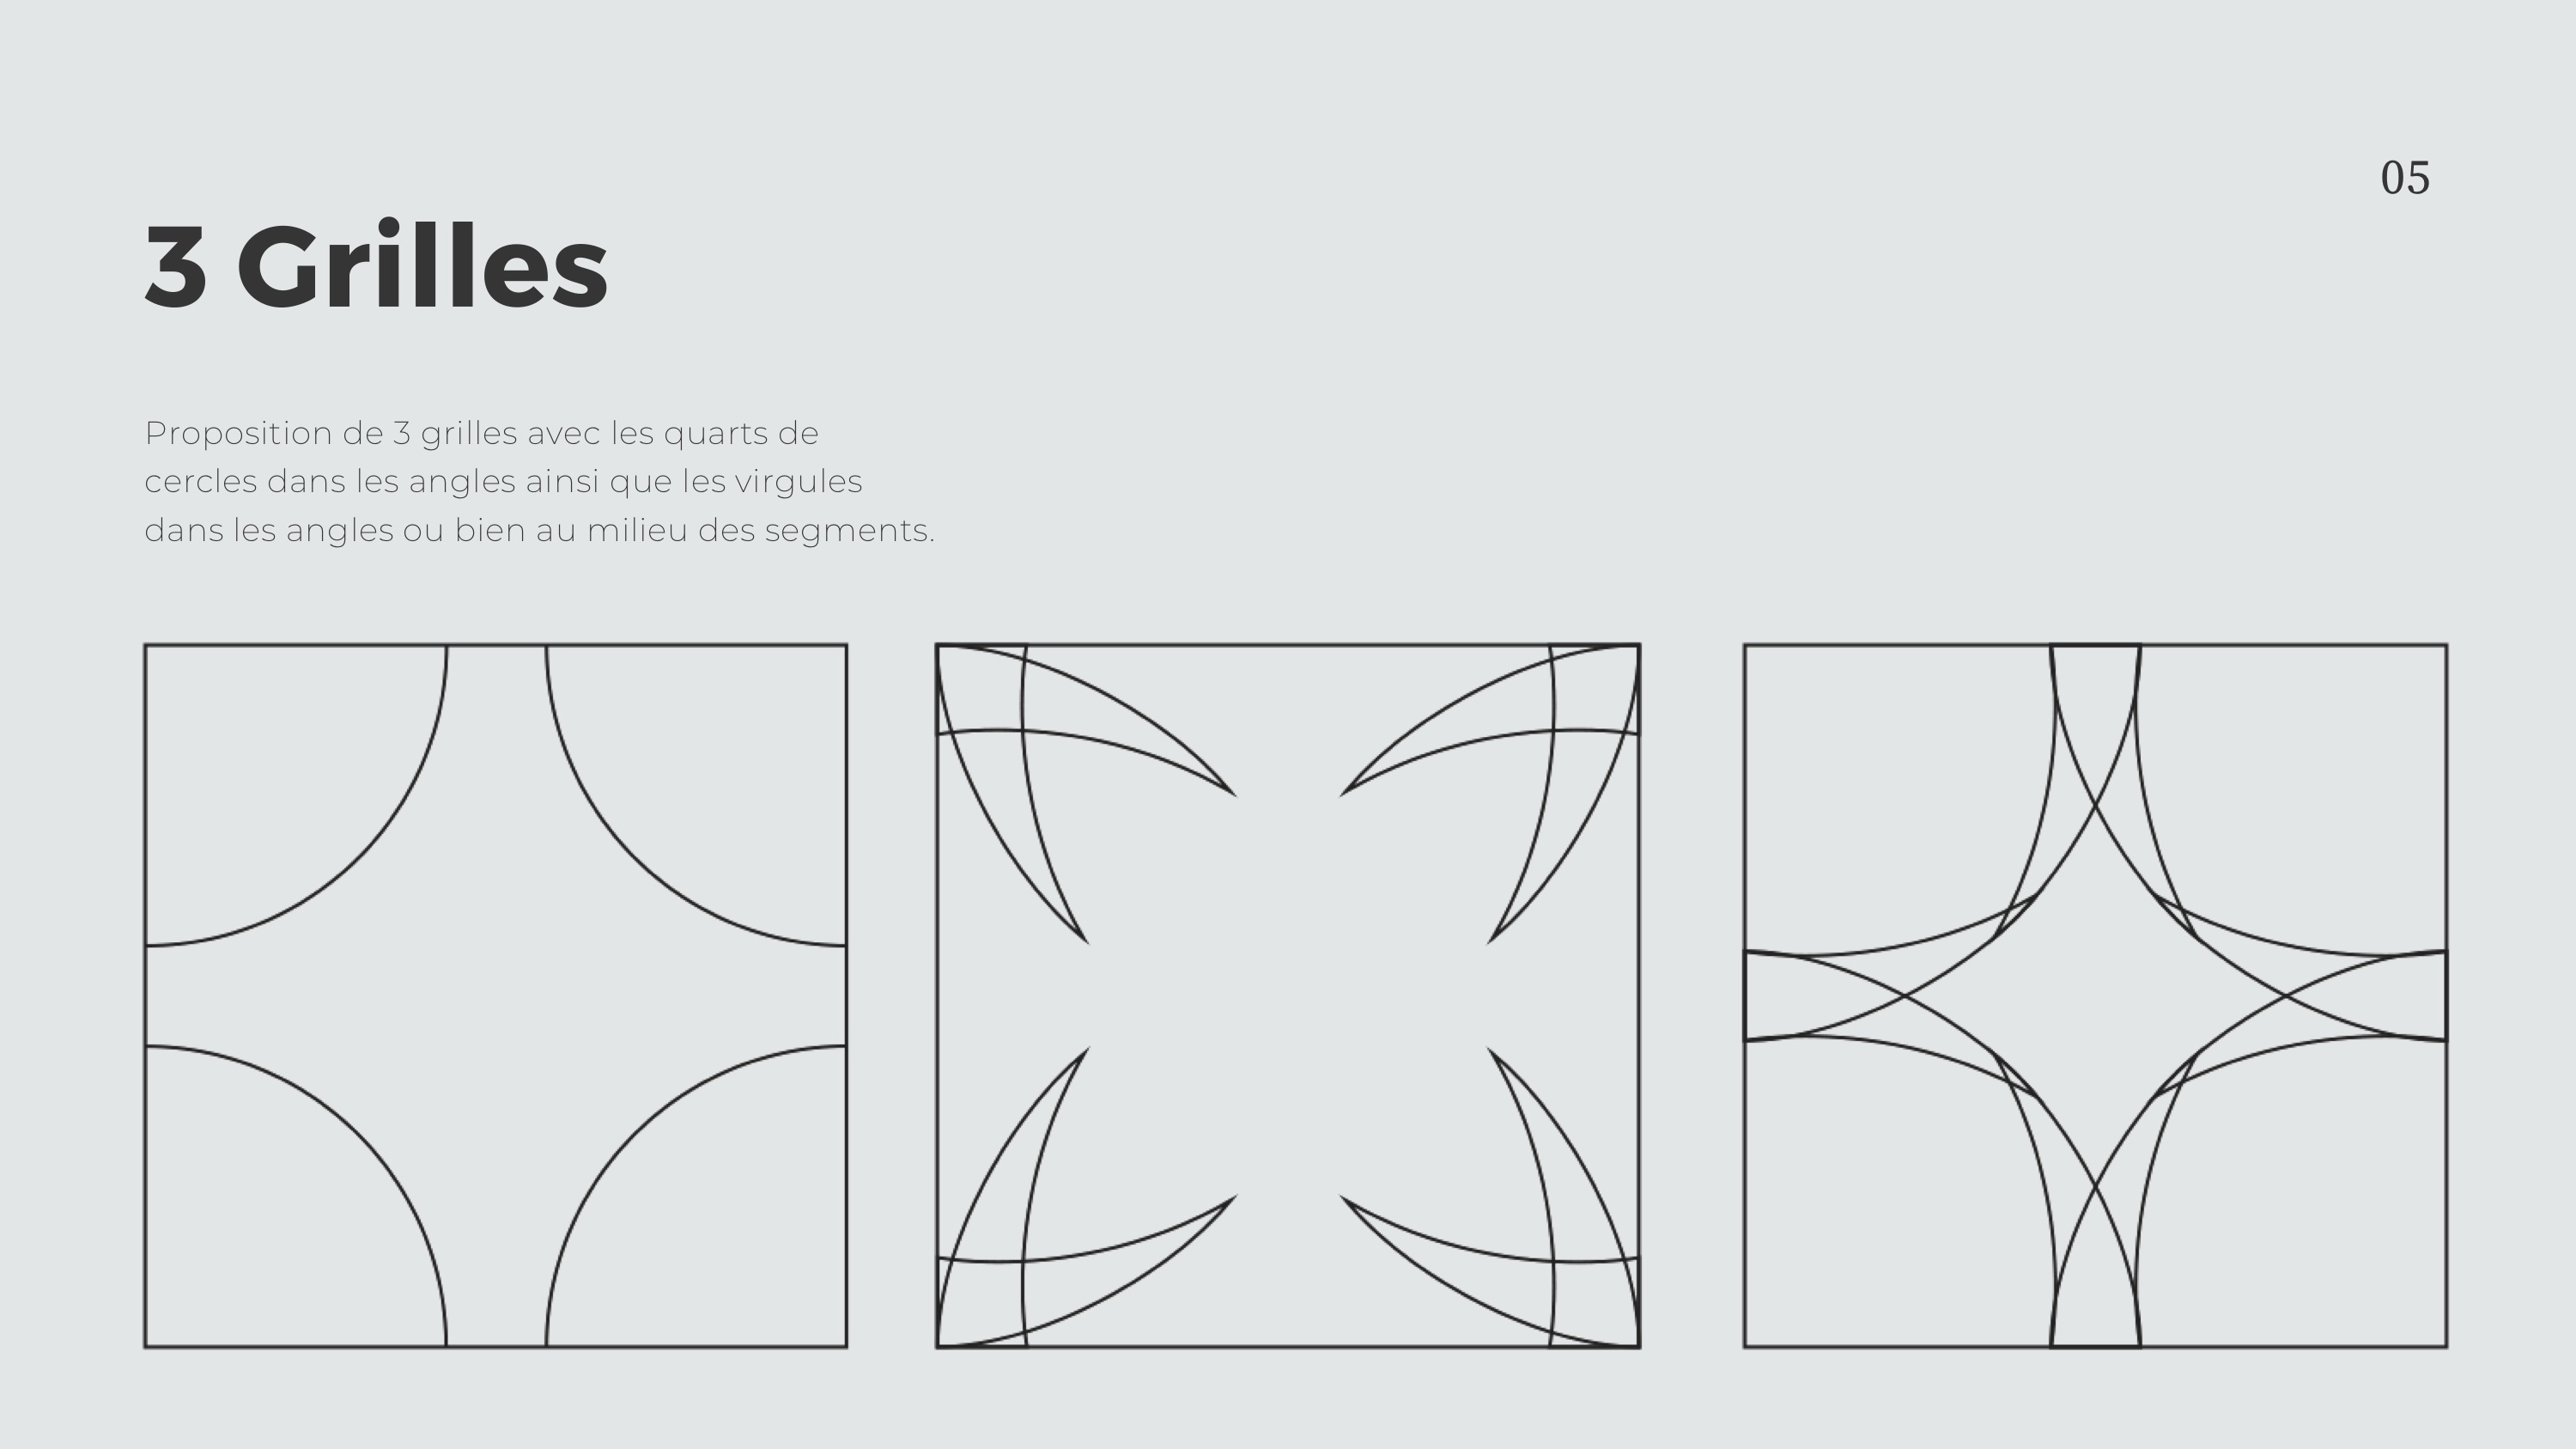 05
3 Grilles
Proposition de 3 grilles avec les quarts de
cercles dans les angles ainsi que les virgules
dans les angles ou bien au milieu des segments.